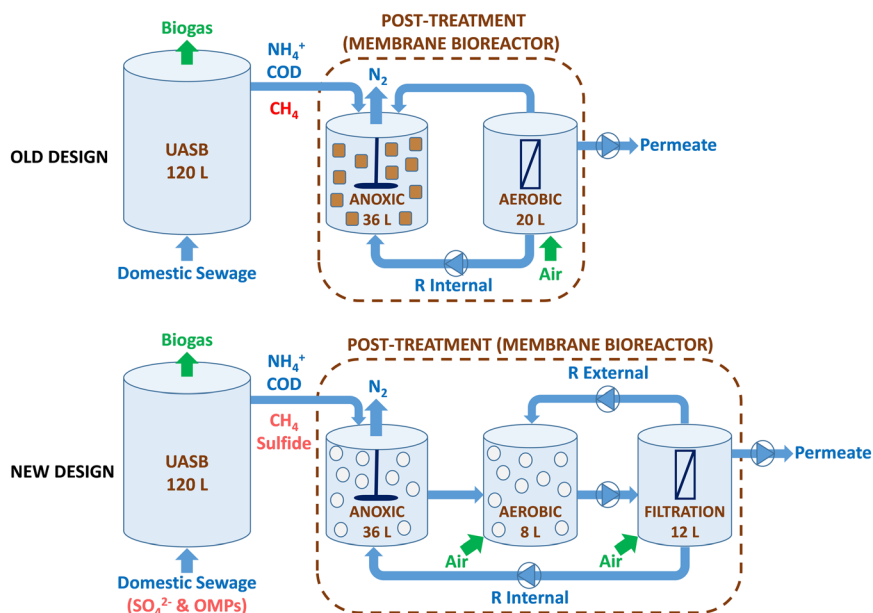 POST-TREATMENT
(MEMBRANE BIOREACTOR)
Biogas
NH₄⁺
COD
CH₄
N₂
UASB
120 L
OLD DESIGN
ANOXIC
36 L
AEROBIC
20 L
Permeate
Domestic Sewage
R Internal
Air
Biogas
POST-TREATMENT (MEMBRANE BIOREACTOR)
NH₄⁺
COD
CH₄
Sulfide
N₂
R External
UASB
120 L
NEW DESIGN
ANOXIC
36 L
AEROBIC
8 L
FILTRATION
12 L
Permeate
Air
Air
Domestic Sewage
(SO₄²⁻ & OMPs)
R Internal